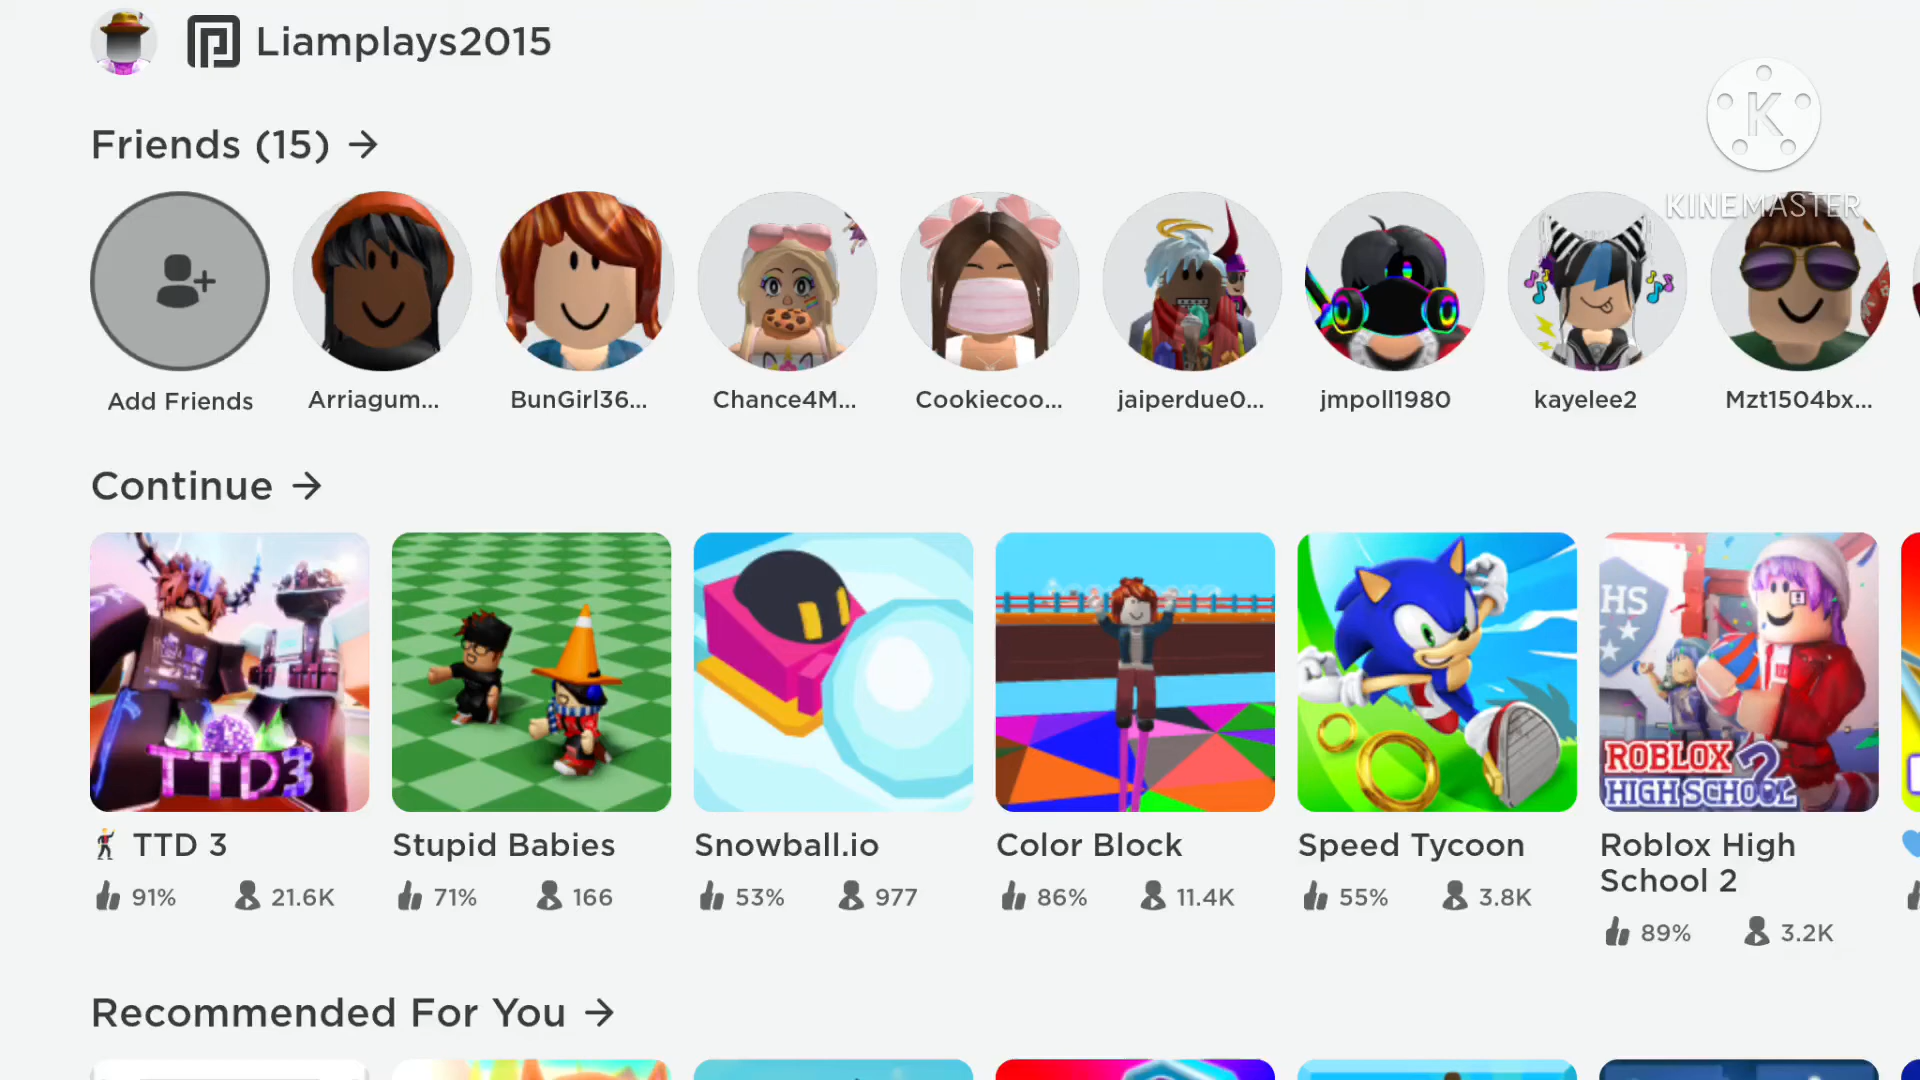 Liamplays2015
Friends (15) →
K
KINEMASTER
Add Friends
Arriagum...
BunGirl36...
Chance4M...
Cookiecoo...
jaiperdue0...
jmpoll1980
kayelee2
Mzt1504bx...
Continue →
TTD3
HS
ROBLOX
HIGH SCHOOL 2
TTD 3
Stupid Babies
Snowball.io
Color Block
Speed Tycoon
Roblox High
School 2
91% 21.6K
71% 166
53% 977
86% 11.4K
55% 3.8K
89% 3.2K
Recommended For You →